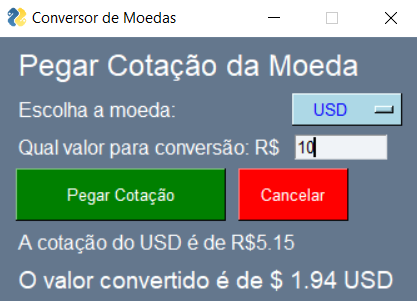 Conversor de Moedas
Pegar Cotação da Moeda
Escolha a moeda: USD
Qual valor para conversão: R$ 10
Pegar Cotação Cancelar
A cotação do USD é de R$5.15
O valor convertido é de $ 1.94 USD